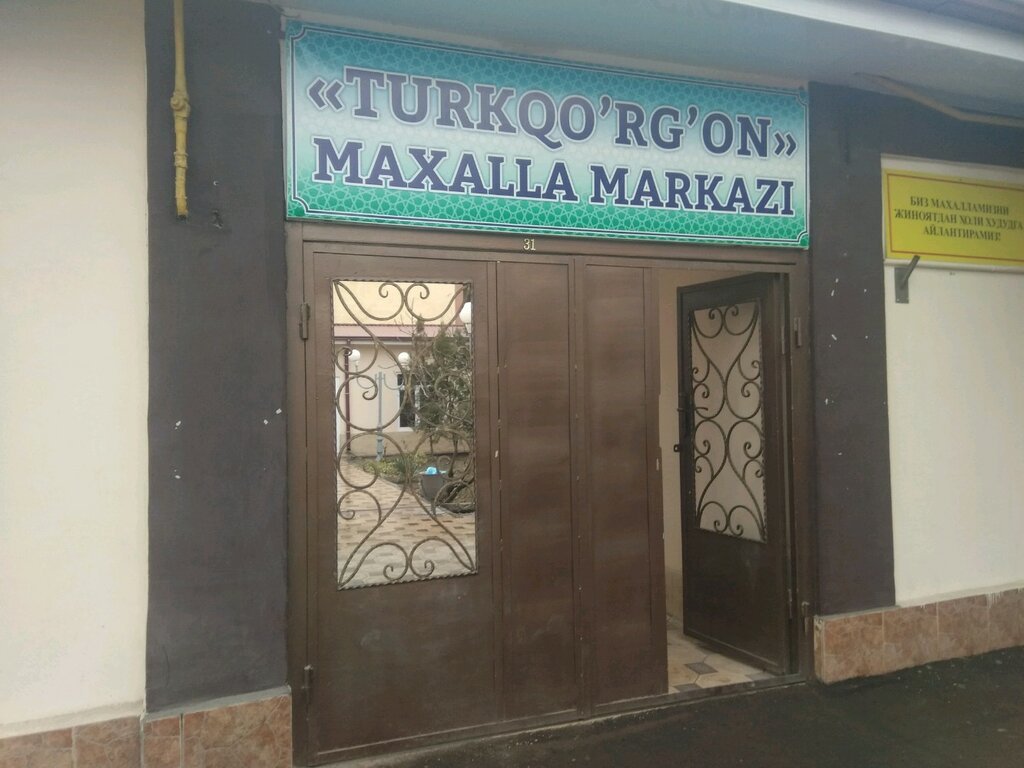 «TURKQO'RG'ON»
MAXALLA MARKAZI
31
БИЗ МАХАЛЛАМИЗНИ
ЖИНОЯТДАН ХОЛИ ХУДУДГА
АЙЛАНТИРАМИЗ!